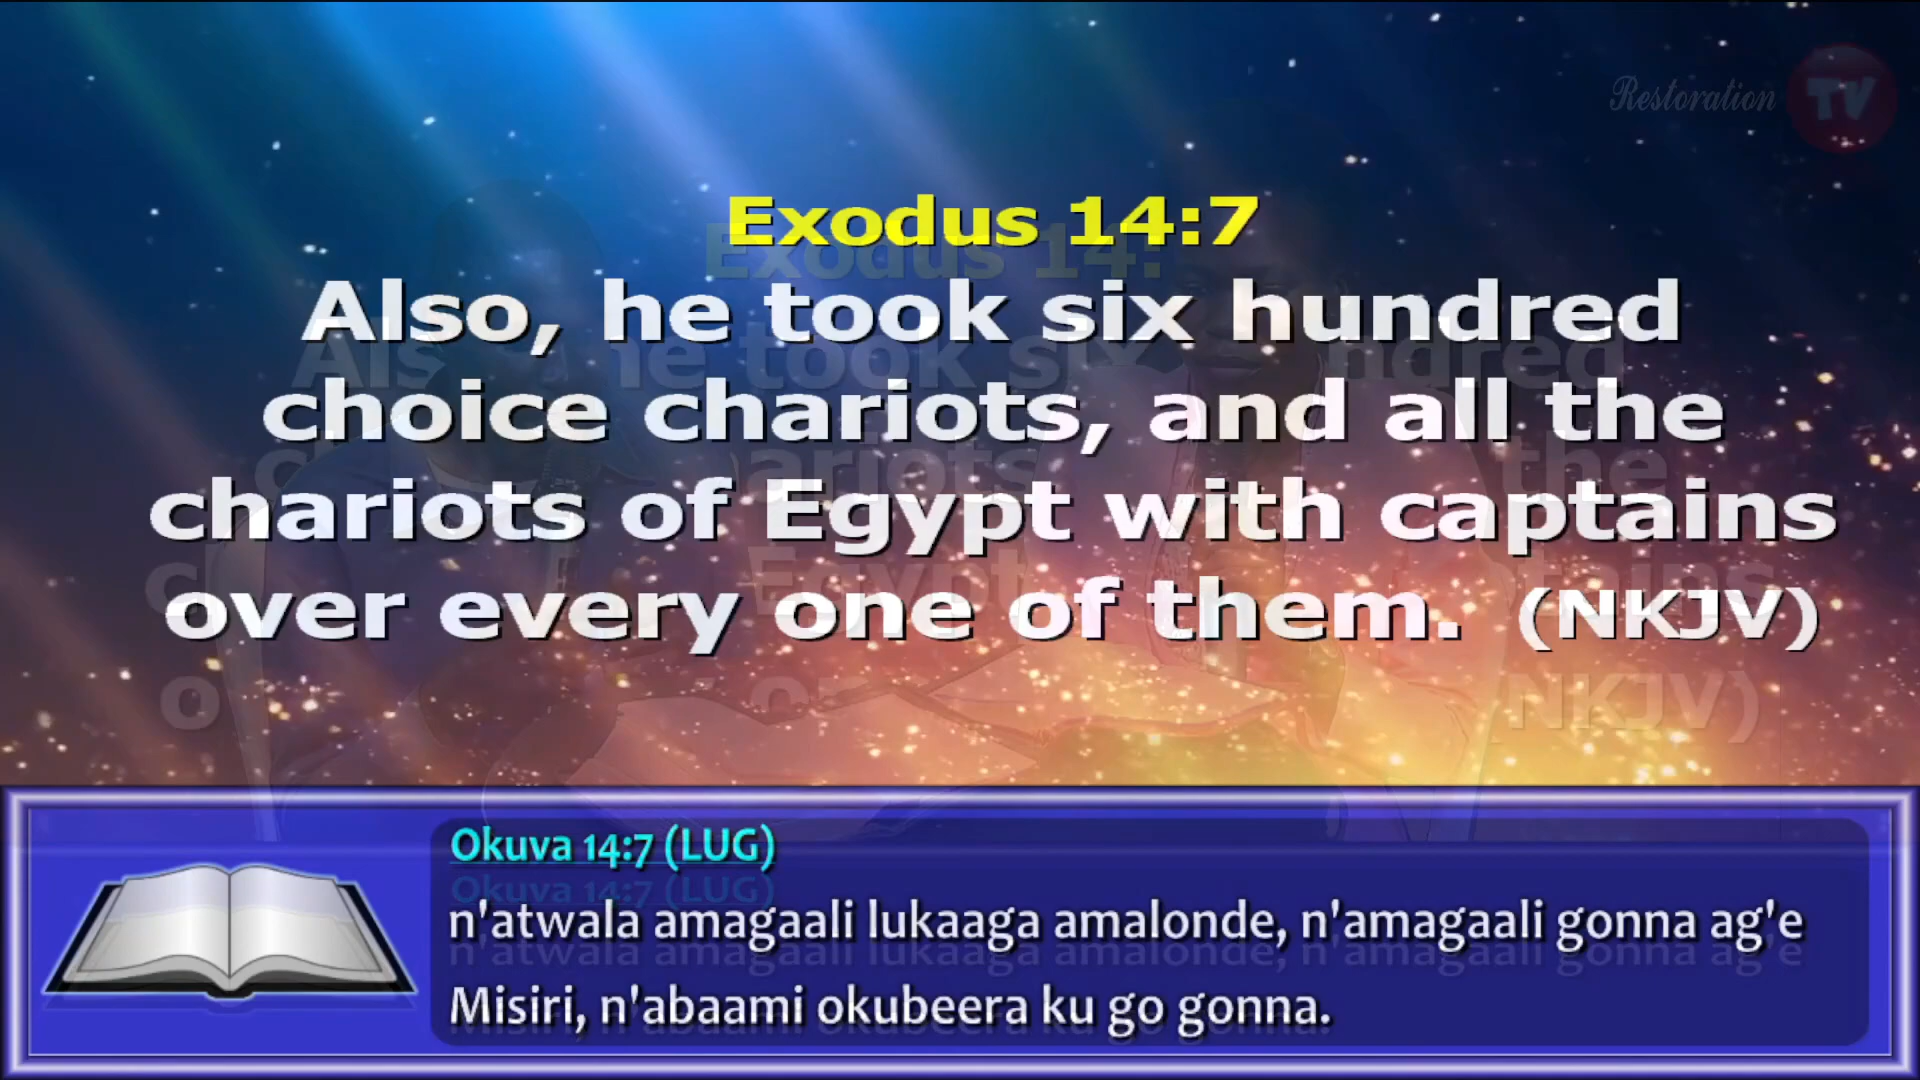 Restoration TV
Exodus 14:7
Also, he took six hundred
choice chariots, and all the
chariots of Egypt with captains
over every one of them. (NKJV)
Okuva 14:7 (LUG)
n'atwala amagaali lukaaga amalonde, n'amagaali gonna ag'e
Misiri, n'abaami okubeera ku go gonna.